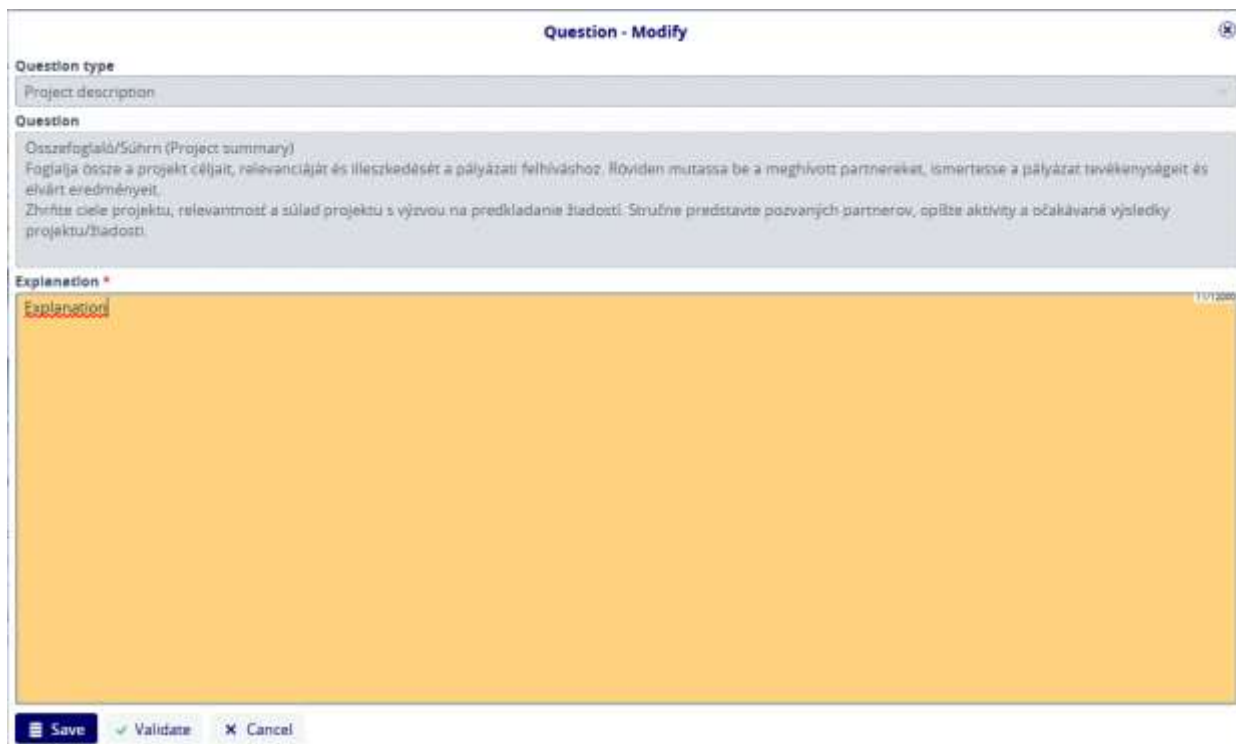 Question - Modify
Question type
Project description
Question
Összefoglaló/Súhrn (Project summary)
Foglalja össze a projekt céljait, relevanciáját és illeszkedését a pályázati felhíváshoz. Röviden mutassa be a meghívott partnereket, ismertesse a pályázat tevékenységeit és
elvárt eredményeit.
Zhrňte ciele projektu, relevantnosť a súlad projektu s výzvou na predkladanie žiadostí. Stručne predstavte pozvaných partnerov, opíšte aktivity a očakávané výsledky
projektu/žiadosti.
Explanation *
11/12000
Explanation
Save Validate Cancel